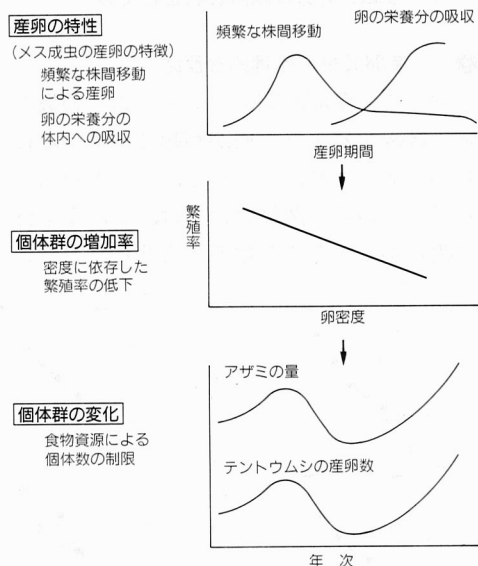 産卵の特性
(メス成虫の産卵の特徴)
頻繁な株間移動
による産卵
卵の栄養分の
体内への吸収
卵の栄養分の吸収
頻繁な株間移動
産卵期間
個体群の増加率
密度に依存した
繁殖率の低下
繁殖率
卵密度
個体群の変化
食物資源による
個体数の制限
アザミの量
テントウムシの産卵数
年 次